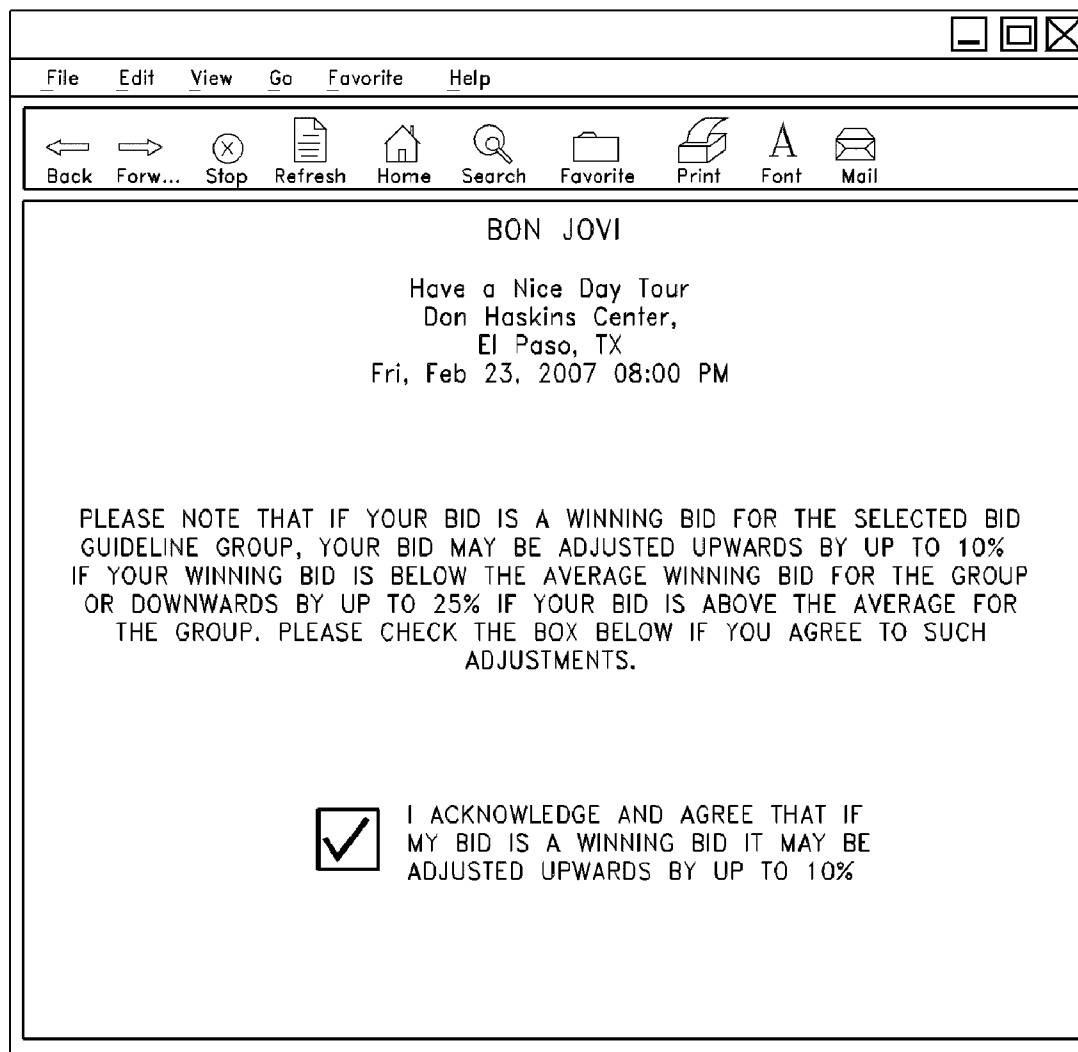 File Edit View Go Favorite Help
Back Forw... Stop Refresh Home Search Favorite Print Font Mail
BON JOVI
Have a Nice Day Tour
Don Haskins Center,
El Paso, TX
Fri, Feb 23, 2007 08:00 PM
PLEASE NOTE THAT IF YOUR BID IS A WINNING BID FOR THE SELECTED BID
GUIDELINE GROUP, YOUR BID MAY BE ADJUSTED UPWARDS BY UP TO 10%
IF YOUR WINNING BID IS BELOW THE AVERAGE WINNING BID FOR THE GROUP
OR DOWNWARDS BY UP TO 25% IF YOUR BID IS ABOVE THE AVERAGE FOR
THE GROUP. PLEASE CHECK THE BOX BELOW IF YOU AGREE TO SUCH
ADJUSTMENTS.
I ACKNOWLEDGE AND AGREE THAT IF
MY BID IS A WINNING BID IT MAY BE
ADJUSTED UPWARDS BY UP TO 10%